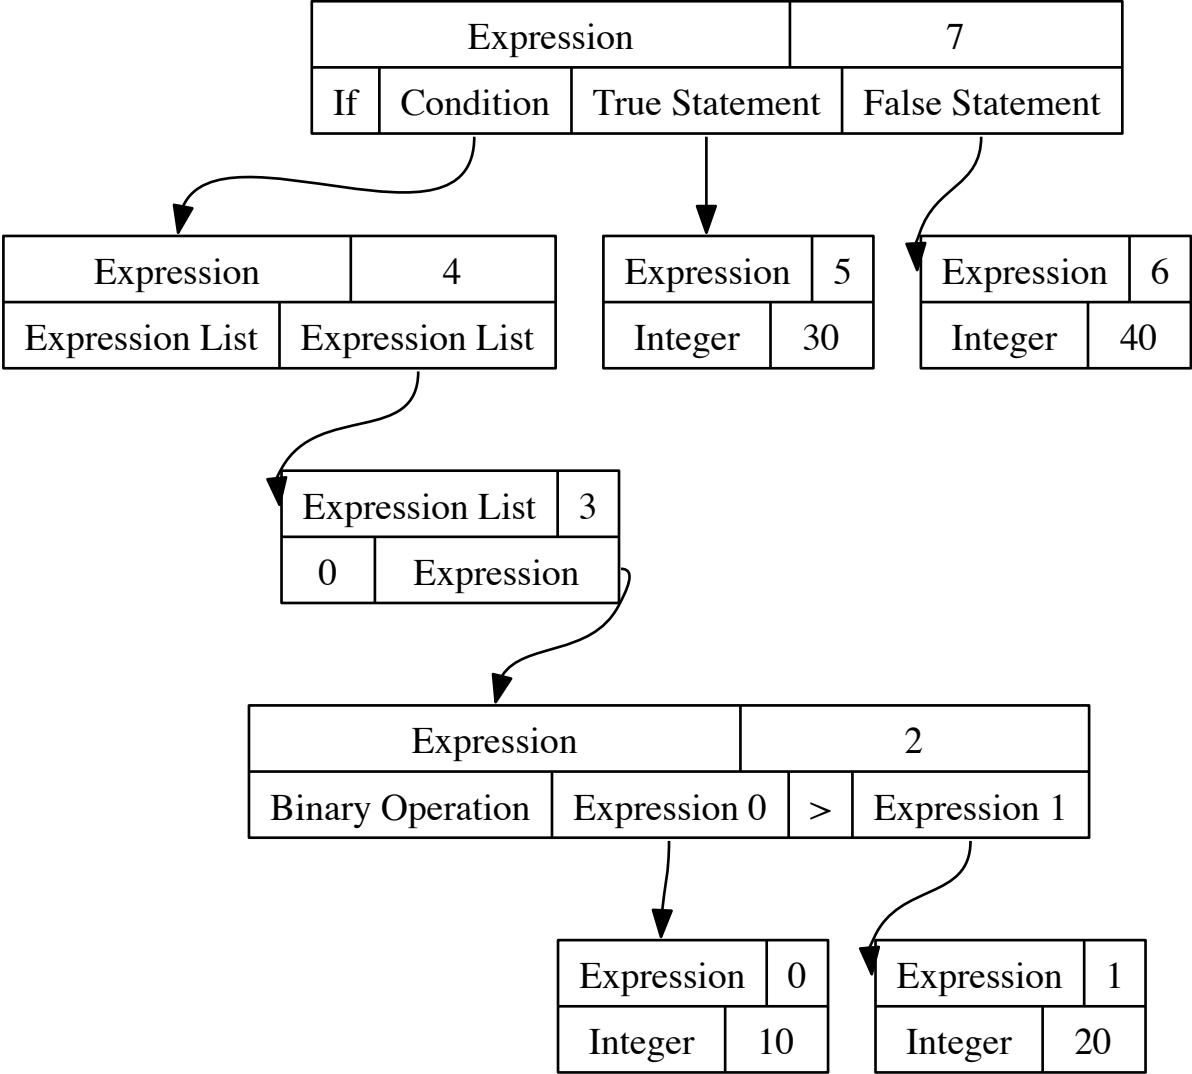 Expression 7
If Condition True Statement False Statement
Expression 4
Expression List Expression List
Expression 5
Integer 30
Expression 6
Integer 40
Expression List 3
0 Expression
Expression 2
Binary Operation Expression 0 > Expression 1
Expression 0
Integer 10
Expression 1
Integer 20